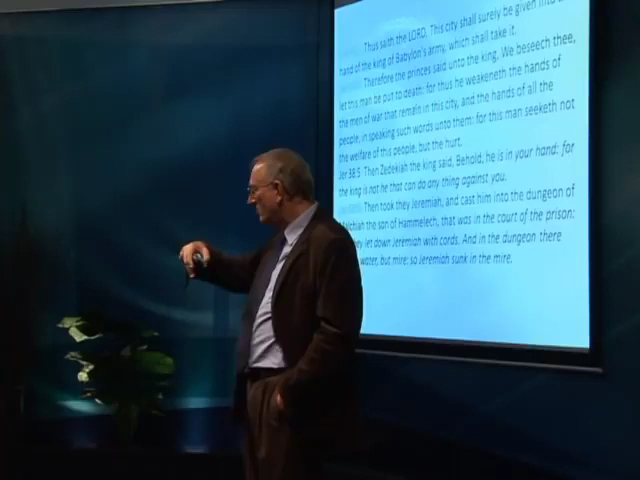 Thus saith the LORD, This city shall surely be given into
hand of the king of Babylon's army, which shall take it.
Therefore the princes said unto the king, We beseech thee,
let this man be put to death: for thus he weakeneth the hands of
the men of war that remain in this city, and the hands of all the
people, in speaking such words unto them: for this man seeketh not
the welfare of this people, but the hurt.
Jer 38:5 Then Zedekiah the king said, Behold, he is in your hand: for
the king is not he that can do any thing against you.
Then took they Jeremiah, and cast him into the dungeon of
the son of Hammelech, that was in the court of the prison:
let down Jeremiah with cords. And in the dungeon there
water, but mire: so Jeremiah sunk in the mire.